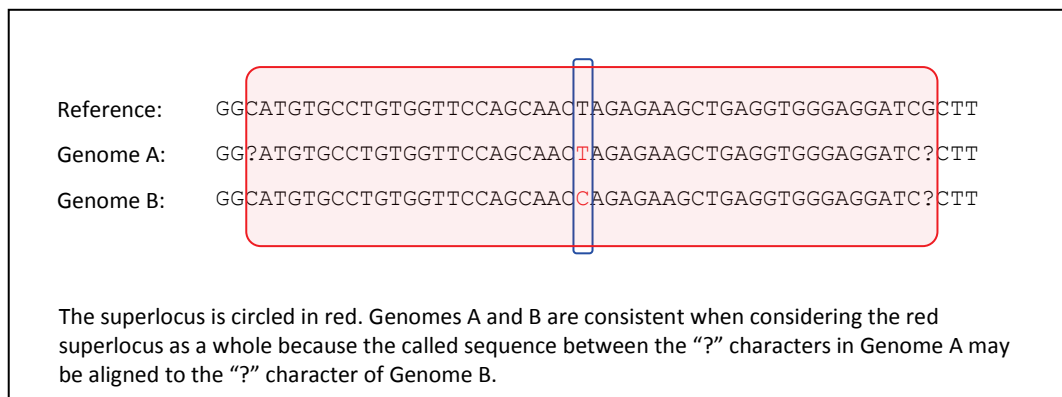 Reference: GGCATGTGCCTGTGGTTCCAGCAACTAGAGAAGCTGAGGTGGGAGGATCGCTT
Genome A: GG?ATGTGCCTGTGGTTCCAGCAACTAGAGAAGCTGAGGTGGGAGGATC?CTT
Genome B: GGCATGTGCCTGTGGTTCCAGCAACCAGAGAAGCTGAGGTGGGAGGATC?CTT
The superlocus is circled in red. Genomes A and B are consistent when considering the red
superlocus as a whole because the called sequence between the “?” characters in Genome A may
be aligned to the “?” character of Genome B.